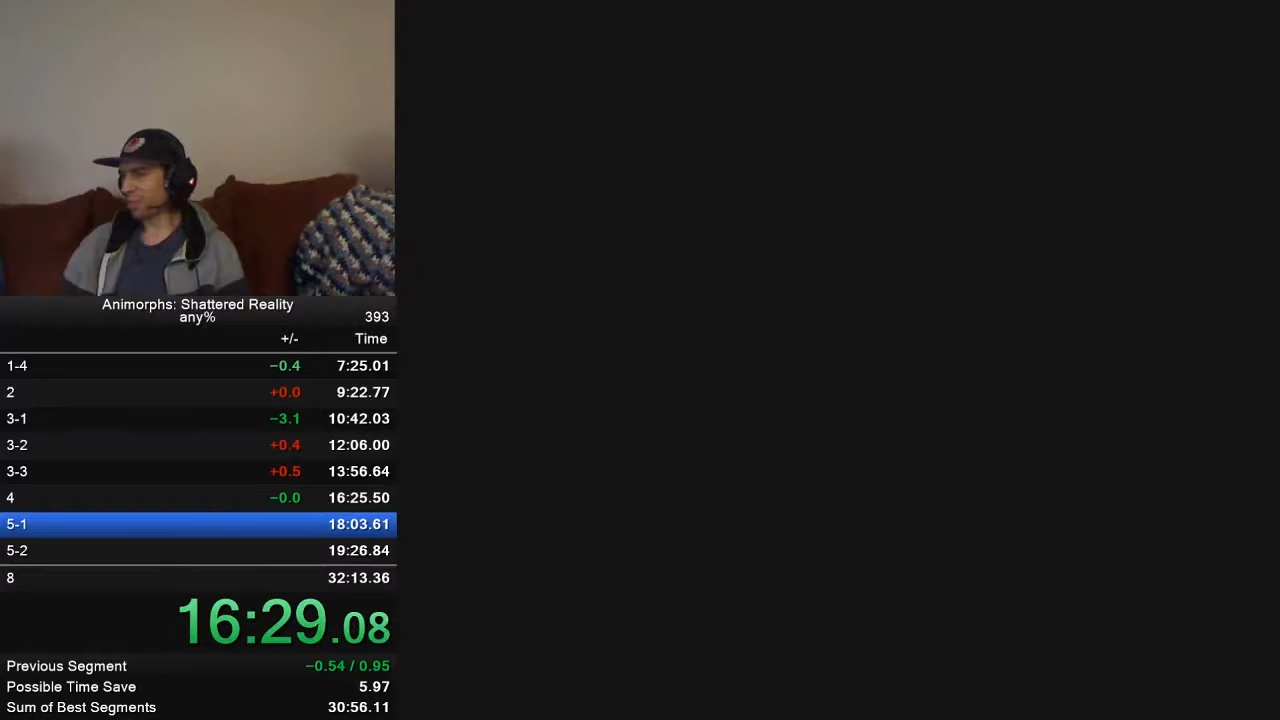 Animorphs: Shattered Reality
any% 393
+/- Time
1-4 −0.4 7:25.01
2 +0.0 9:22.77
3-1 −3.1 10:42.03
3-2 +0.4 12:06.00
3-3 +0.5 13:56.64
4 −0.0 16:25.50
5-1 18:03.61
5-2 19:26.84
8 32:13.36
16:29.08
Previous Segment −0.54 / 0.95
Possible Time Save 5.97
Sum of Best Segments 30:56.11